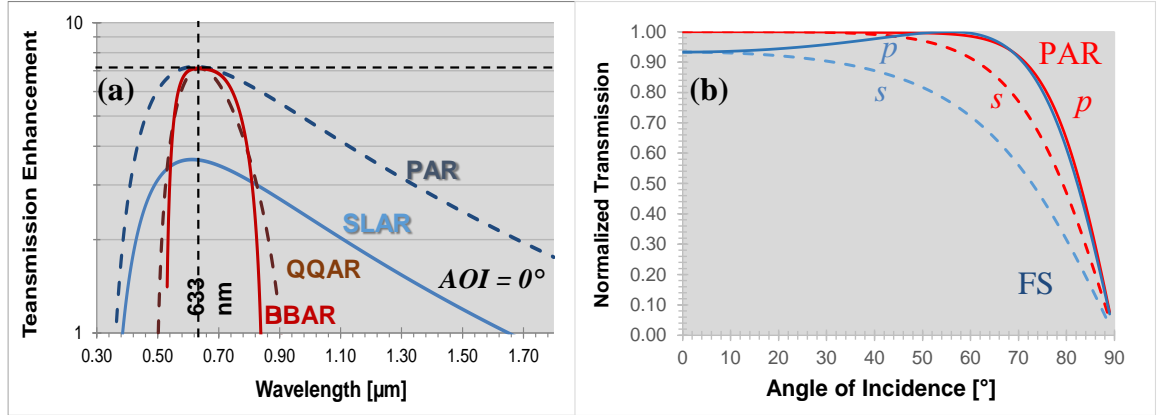 10
(a)
Teansmission Enhancement
PAR
SLAR
QQAR
BBAR
633
nm
AOI = 0°
1
0.30 0.50 0.70 0.90 1.10 1.30 1.50 1.70
Wavelength [µm]
1.00
0.90
0.80
0.70
0.60
0.50
0.40
0.30
0.20
0.10
0.00
Normalized Transmission
(b)
PAR
p
s
s
p
FS
0 10 20 30 40 50 60 70 80 90
Angle of Incidence [°]